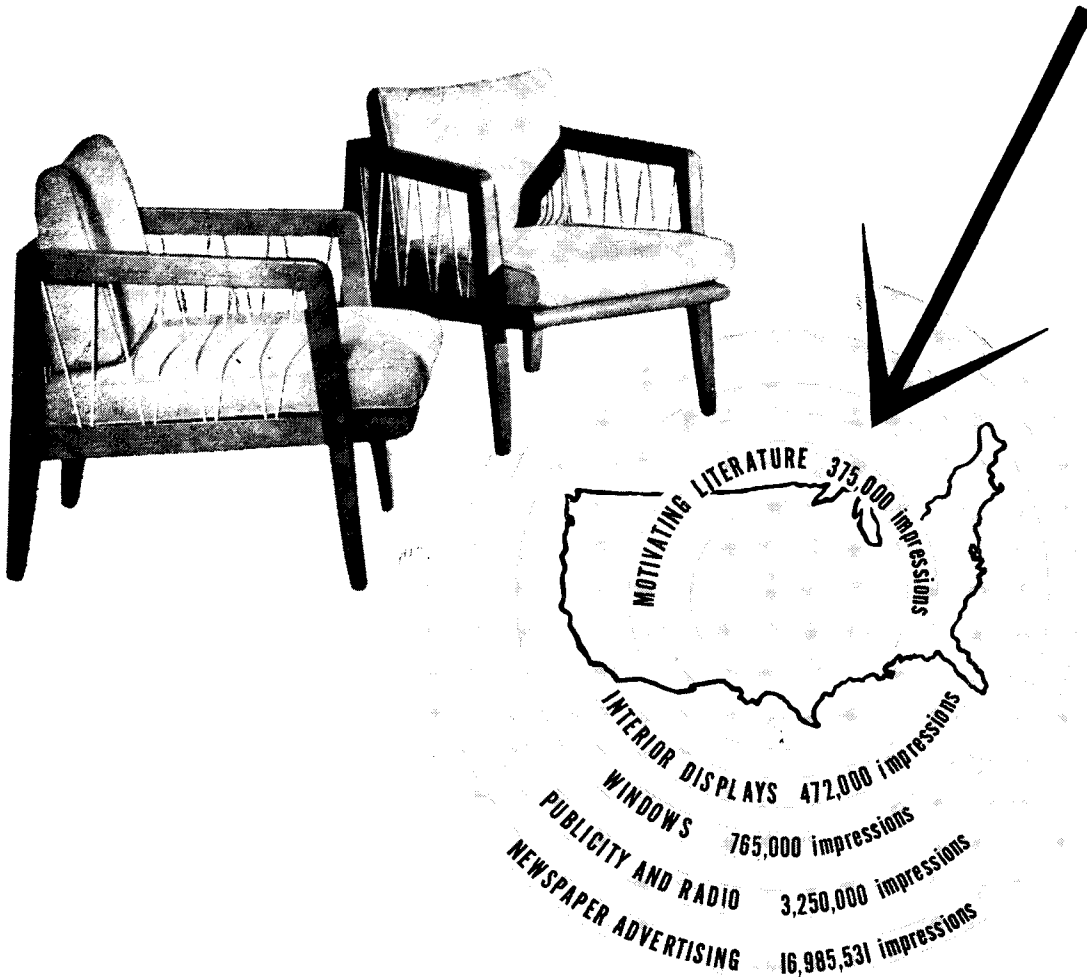 MOTIVATING LITERATURE 375,000 impressions
INTERIOR DISPLAYS 472,000 impressions
WINDOWS 765,000 impressions
PUBLICITY AND RADIO 3,250,000 impressions
NEWSPAPER ADVERTISING 16,985,531 impressions